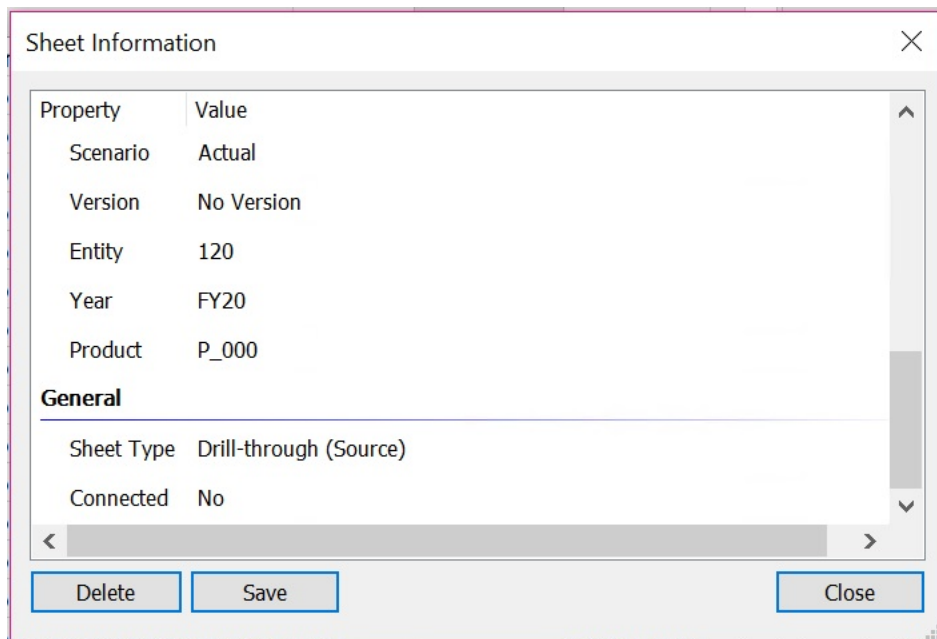 Sheet Information
Property Value
Scenario Actual
Version No Version
Entity 120
Year FY20
Product P_000
General
Sheet Type Drill-through (Source)
Connected No
Delete Save Close